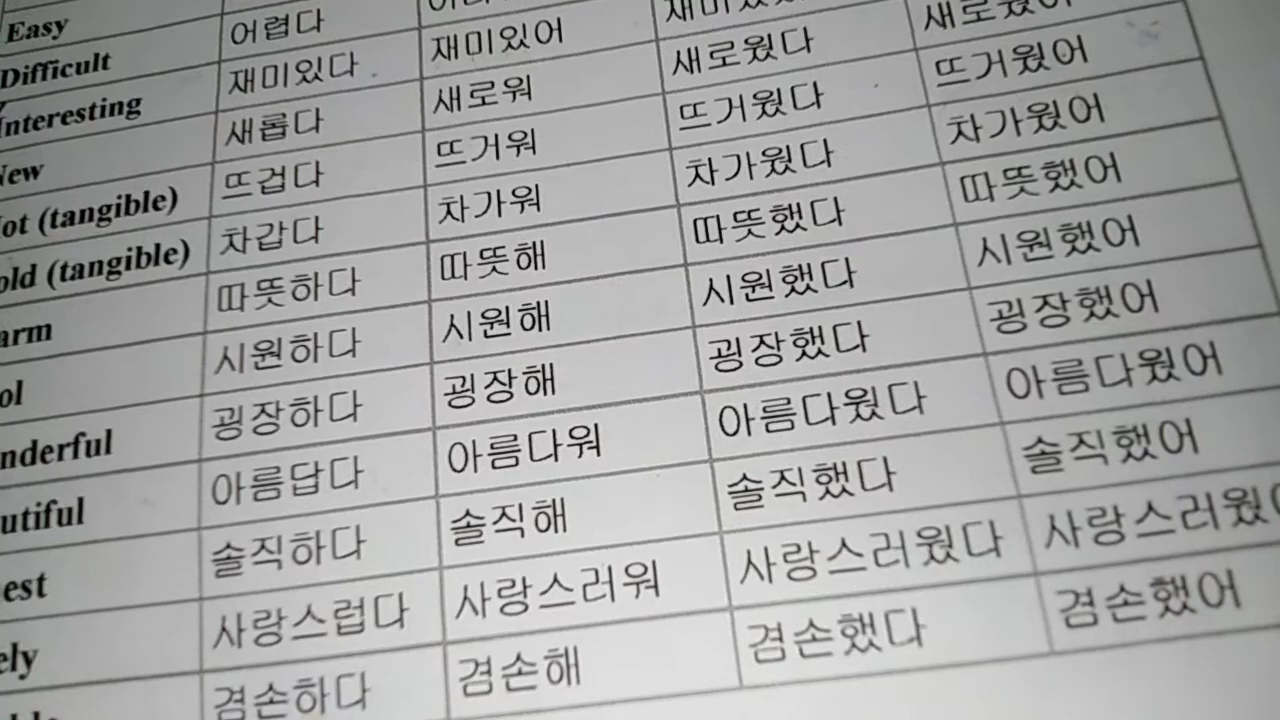 Easy
Difficult 어렵다
Interesting 재미있다 재미있어
New 새롭다 새로워 새로웠다 새로웠어
ot (tangible) 뜨겁다 뜨거워 뜨거웠다 뜨거웠어
old (tangible) 차갑다 차가워 차가웠다 차가웠어
arm 따뜻하다 따뜻해 따뜻했다 따뜻했어
ol 시원하다 시원해 시원했다 시원했어
nderful 굉장하다 굉장해 굉장했다 굉장했어
utiful 아름답다 아름다워 아름다웠다 아름다웠어
est 솔직하다 솔직해 솔직했다 솔직했어
ely 사랑스럽다 사랑스러워 사랑스러웠다 사랑스러웠
겸손하다 겸손해 겸손했다 겸손했어